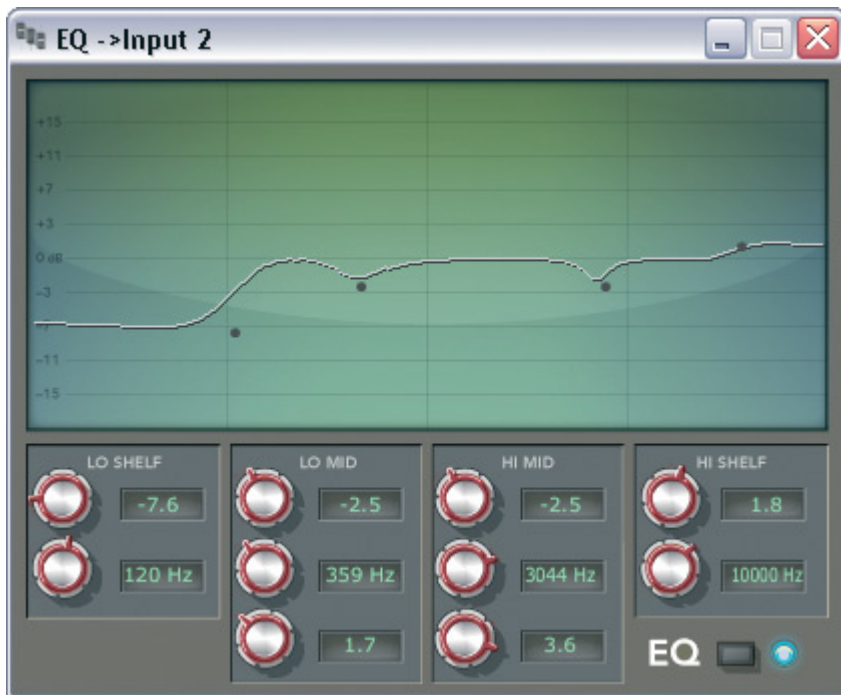 EQ ->Input 2
+15
+11
+7
+3
0 dB
-3
-7
-11
-15
LO SHELF
-7.6
120 Hz
LO MID
-2.5
359 Hz
1.7
HI MID
-2.5
3044 Hz
3.6
HI SHELF
1.8
10000 Hz
EQ